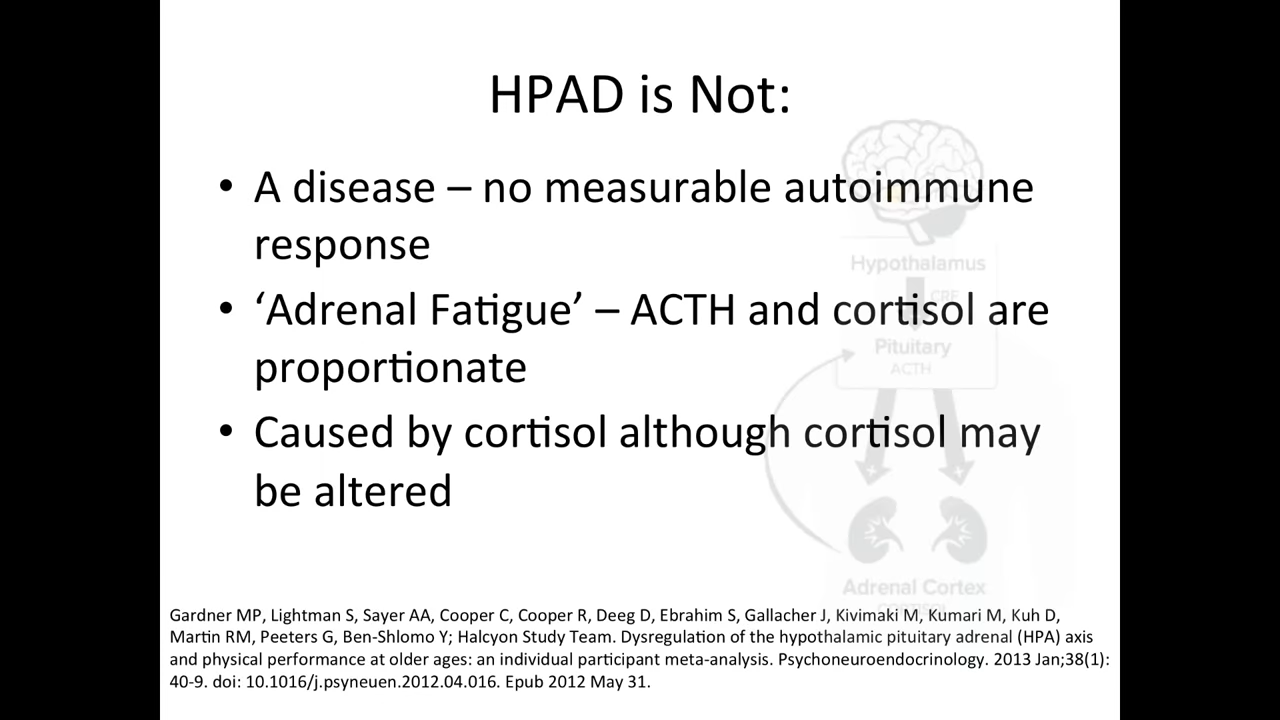 HPAD is Not:
• A disease – no measurable autoimmune
response
• ‘Adrenal Fatigue’ – ACTH and cortisol are
proportionate
• Caused by cortisol although cortisol may
be altered
Hypothalamus
CRF
Pituitary
ACTH
+ +
Adrenal Cortex
CORTISOL
Gardner MP, Lightman S, Sayer AA, Cooper C, Cooper R, Deeg D, Ebrahim S, Gallacher J, Kivimaki M, Kumari M, Kuh D,
Martin RM, Peeters G, Ben-Shlomo Y; Halcyon Study Team. Dysregulation of the hypothalamic pituitary adrenal (HPA) axis
and physical performance at older ages: an individual participant meta-analysis. Psychoneuroendocrinology. 2013 Jan;38(1):
40-9. doi: 10.1016/j.psyneuen.2012.04.016. Epub 2012 May 31.